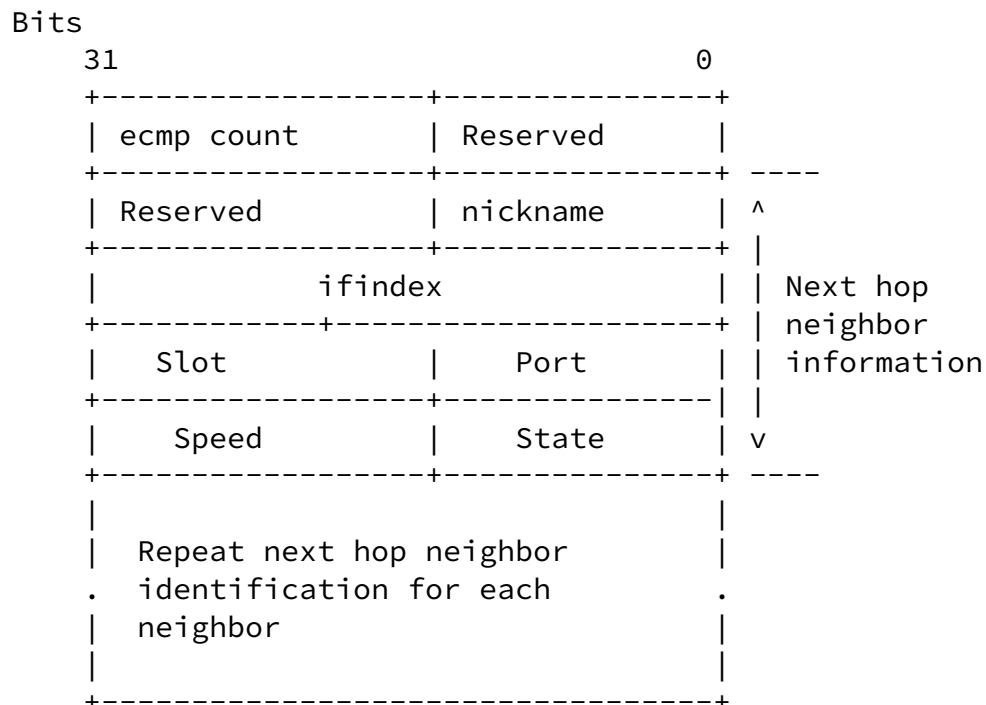 Bits
31 0
ecmp count Reserved
Reserved nickname
ifindex Next hop
neighbor
Slot Port information
Speed State
Repeat next hop neighbor
identification for each
neighbor